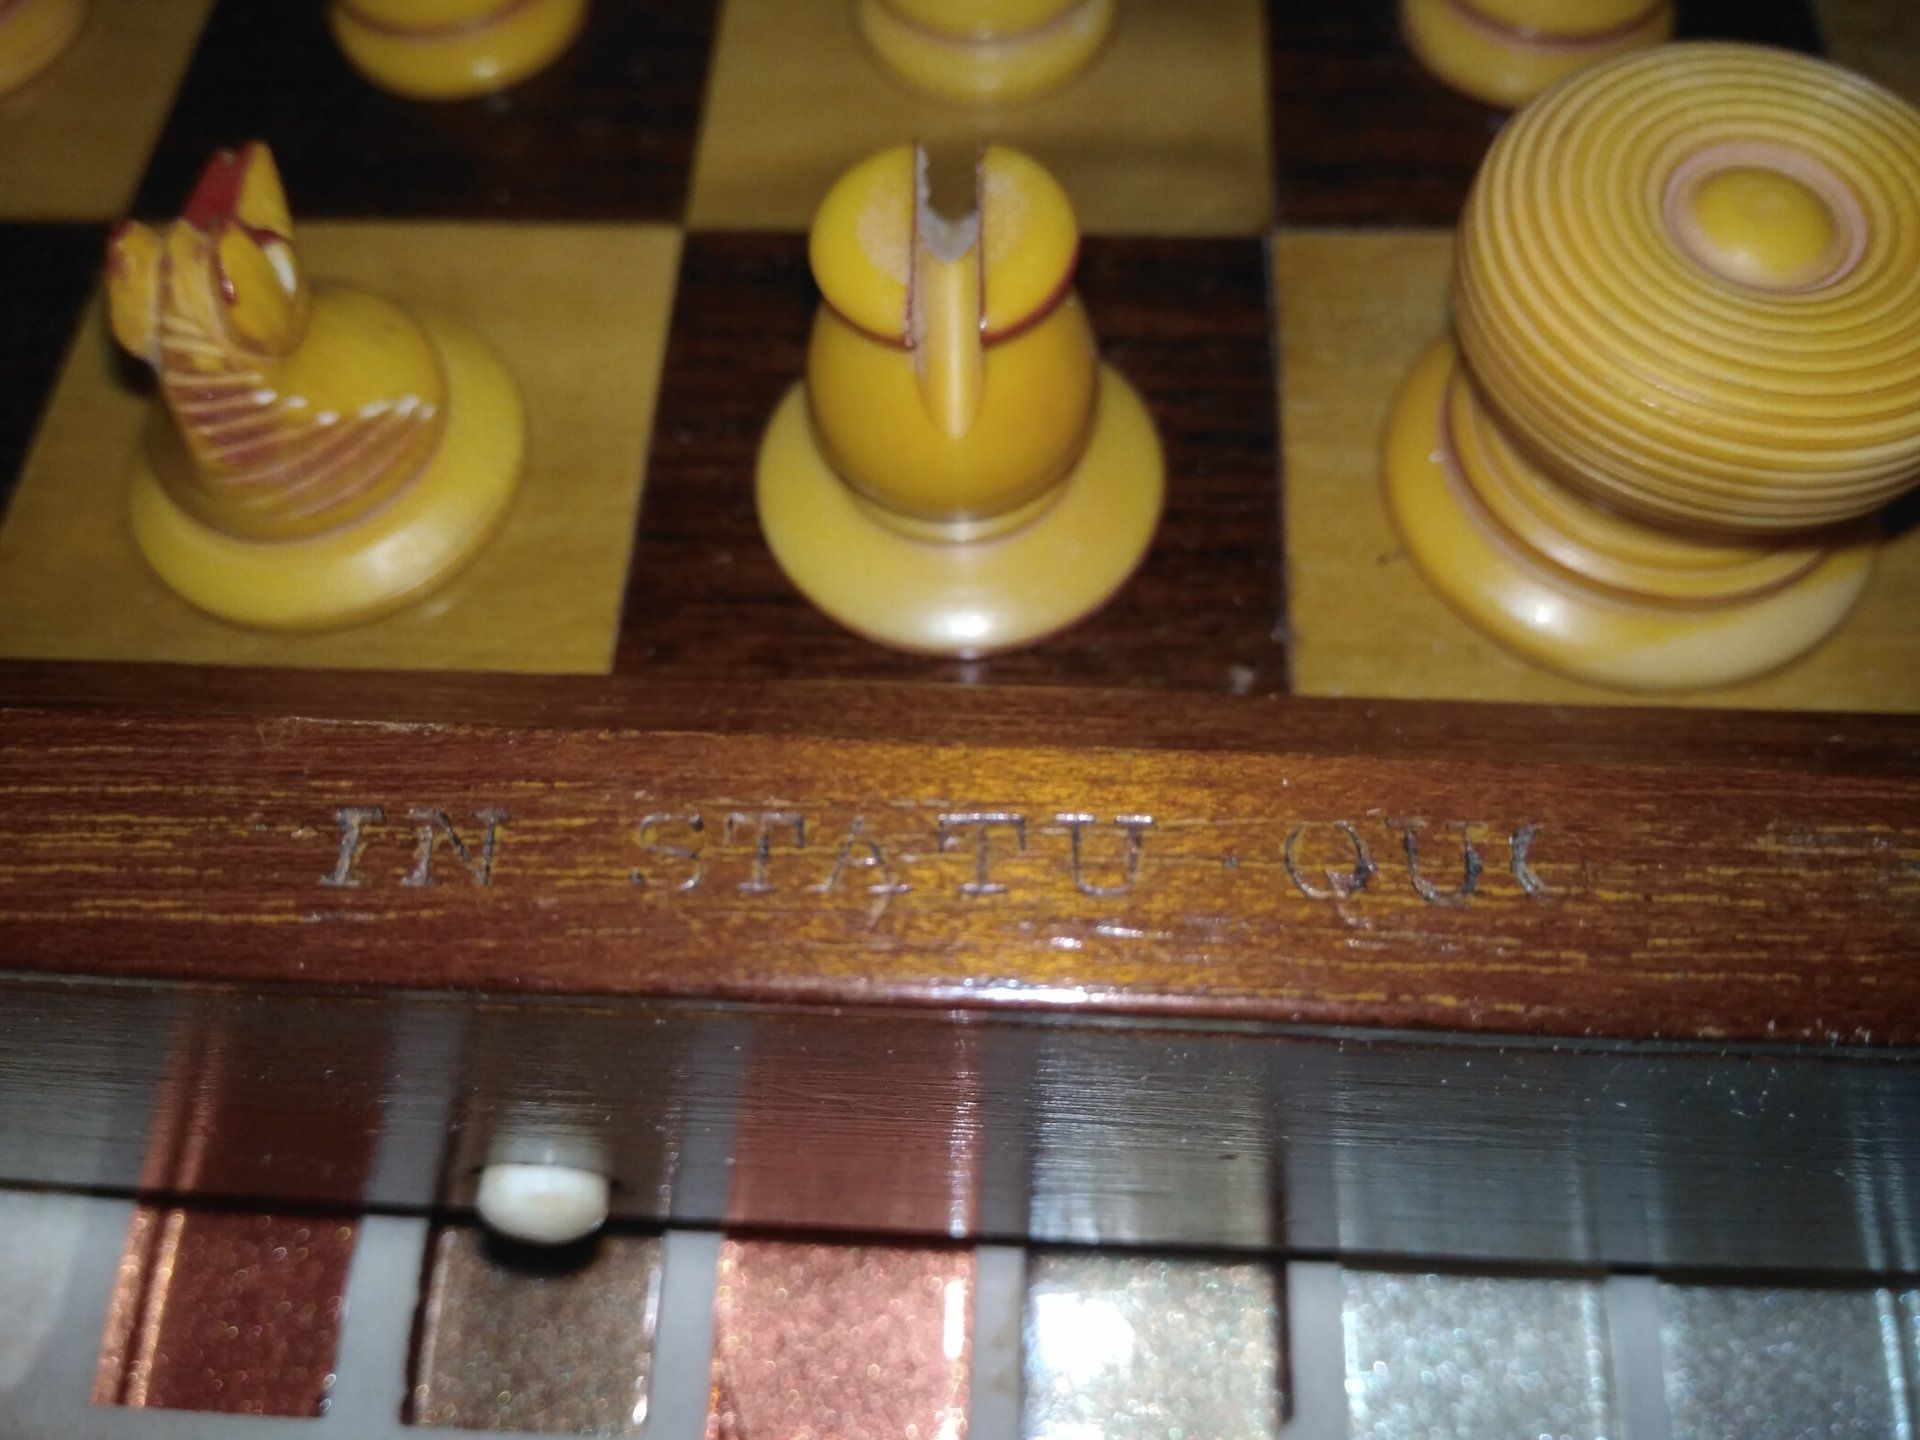 IN STATU · QUO